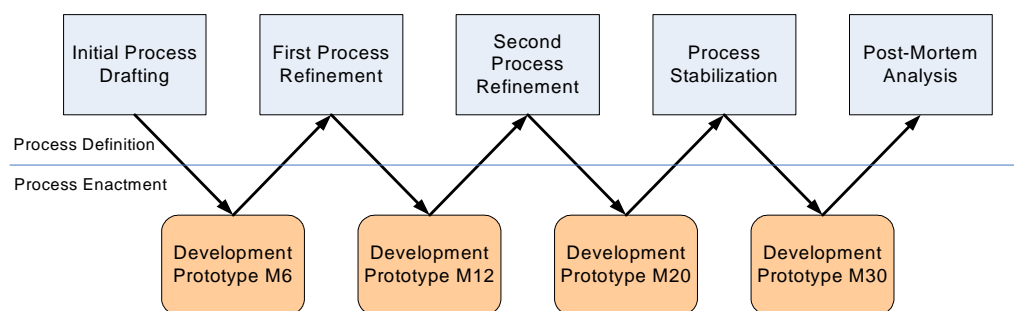 Initial Process
Drafting
First Process
Refinement
Second
Process
Refinement
Process
Stabilization
Post-Mortem
Analysis
Process Definition
Process Enactment
Development
Prototype M6
Development
Prototype M12
Development
Prototype M20
Development
Prototype M30